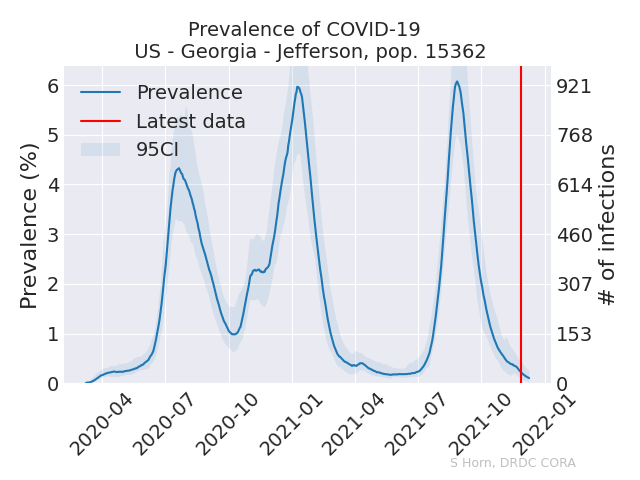 Prevalence of COVID-19
US - Georgia - Jefferson, pop. 15362
Prevalence (%)
6
5
4
3
2
1
0
Prevalence
Latest data
95CI
921
768
614
460
307
153
0
# of infections
2020-04
2020-07
2020-10
2021-01
2021-04
2021-07
2021-10
2022-01
S Horn, DRDC CORA